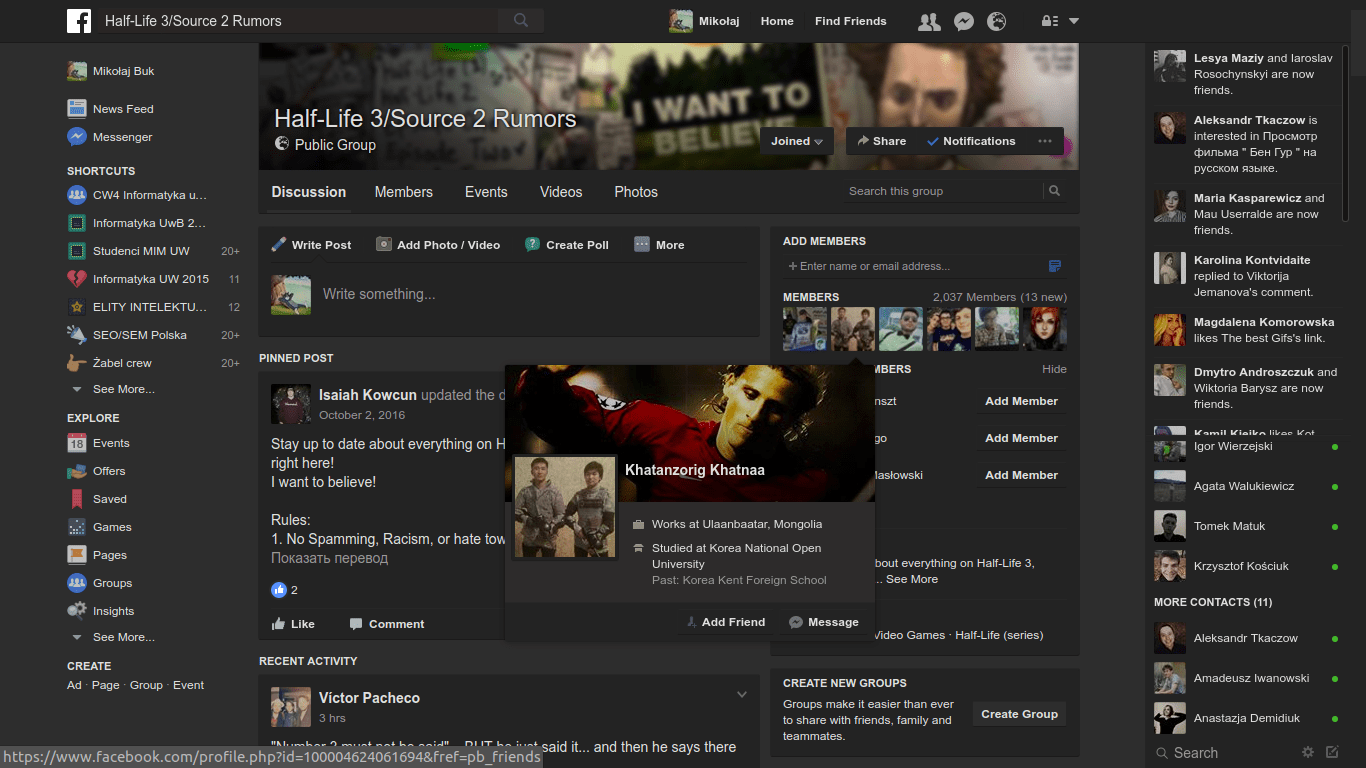 Half-Life 3/Source 2 Rumors
Mikołaj
Home
Find Friends
Mikołaj Buk
News Feed
Messenger
SHORTCUTS
CW4 Informatyka u...
Informatyka UwB 2...
Studenci MIM UW 20+
Informatyka UW 2015 11
ELITY INTELEKTU... 12
SEO/SEM Polska 20+
Żabel crew 20+
See More...
EXPLORE
18 Events
Offers
Saved
Games
Pages
Groups
Insights
See More...
CREATE
Ad · Page · Group · Event
I WANT TO
BELIEVE
Half-Life 3/Source 2 Rumors
Public Group
Joined
Share
Notifications
Discussion
Members
Events
Videos
Photos
Search this group
Write Post
Add Photo / Video
Create Poll
More
Write something...
PINNED POST
Isaiah Kowcun updated the d
October 2, 2016
Stay up to date about everything on H
right here!
I want to believe!
Rules:
1. No Spamming, Racism, or hate tow
Показать перевод
2
Like
Comment
RECENT ACTIVITY
Víctor Pacheco
3 hrs
"Number 3 must not be said"... BUT he just said it... and then he says there
Khatanzorig Khatnaa
Works at Ulaanbaatar, Mongolia
Studied at Korea National Open
University
Past: Korea Kent Foreign School
Add Friend
Message
ADD MEMBERS
+ Enter name or email address...
MEMBERS
2,037 Members (13 new)
MBERS
Hide
nszt
Add Member
go
Add Member
Masłowski
Add Member
bout everything on Half-Life 3,
... See More
Video Games · Half-Life (series)
CREATE NEW GROUPS
Groups make it easier than ever
to share with friends, family and
teammates.
Create Group
Lesya Maziy and Iaroslav
Rosochynskyi are now
friends.
Aleksandr Tkaczow is
interested in Просмотр
фильма " Бен Гур " на
русском языке.
Maria Kasparewicz and
Mau Userralde are now
friends.
Karolina Kontvidaite
replied to Viktorija
Jemanova's comment.
Magdalena Komorowska
likes The best Gifs's link.
Dmytro Androszczuk and
Wiktoria Barysz are now
friends.
Kamil Kiejko likes Kot
Igor Wierzejski
Agata Walukiewicz
Tomek Matuk
Krzysztof Kościuk
MORE CONTACTS (11)
Aleksandr Tkaczow
Amadeusz Iwanowski
Anastazja Demidiuk
Search
https://www.facebook.com/profile.php?id=100004624061694&fref=pb_friends